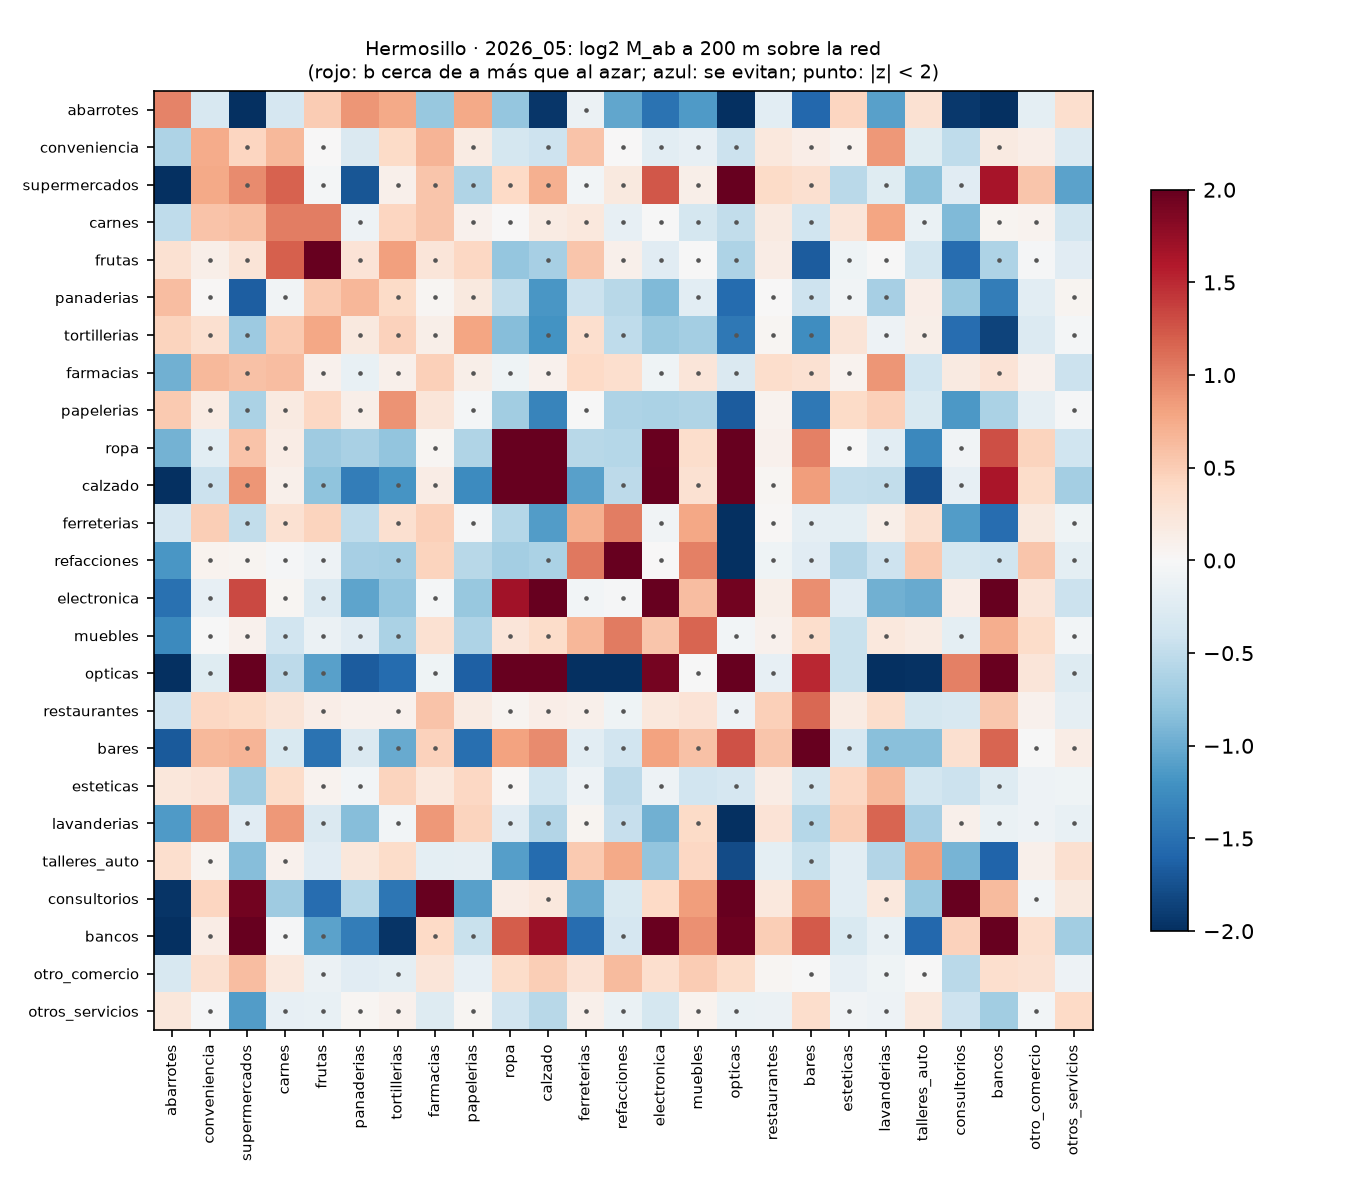 Hermosillo · 2026_05: log2 M_ab a 200 m sobre la red
(rojo: b cerca de a más que al azar; azul: se evitan; punto: |z| < 2)
abarrotes
conveniencia
supermercados
carnes
frutas
panaderias
tortillerias
farmacias
papelerias
ropa
calzado
ferreterias
refacciones
electronica
muebles
opticas
restaurantes
bares
esteticas
lavanderias
talleres_auto
consultorios
bancos
otro_comercio
otros_servicios
abarrotes
conveniencia
supermercados
carnes
frutas
panaderias
tortillerias
farmacias
papelerias
ropa
calzado
ferreterias
refacciones
electronica
muebles
opticas
restaurantes
bares
esteticas
lavanderias
talleres_auto
consultorios
bancos
otro_comercio
otros_servicios
2.0
1.5
1.0
0.5
0.0
−0.5
−1.0
−1.5
−2.0